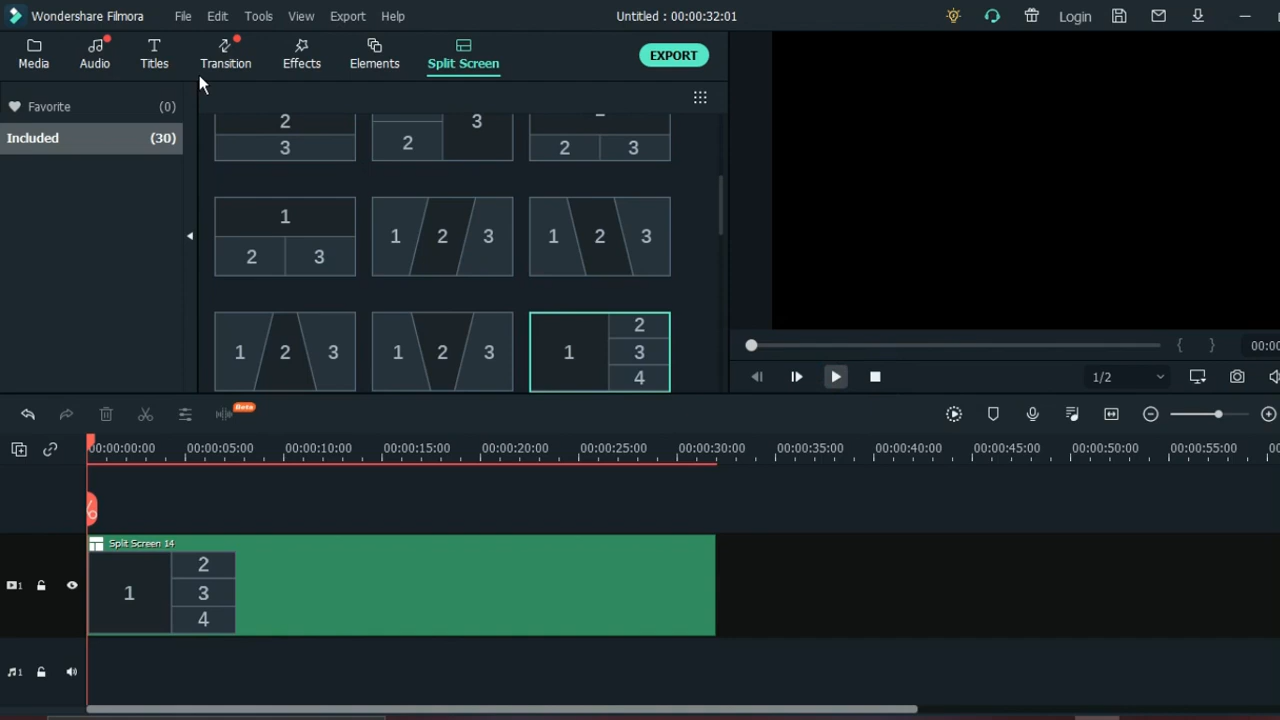 Wondershare Filmora File Edit Tools View Export Help Untitled : 00:00:32:01 Login
Media Audio Titles Transition Effects Elements Split Screen EXPORT
Favorite (0)
Included (30)
2 3
2 3
2 3
1 2 3
1 2 3
1 2 3
1 2 3
1 2 3
1 2 3 4
00:00
1/2
Beta
00:00:00:00 00:00:05:00 00:00:10:00 00:00:15:00 00:00:20:00 00:00:25:00 00:00:30:00 00:00:35:00 00:00:40:00 00:00:45:00 00:00:50:00 00:00:55:00 00:0
Split Screen 14
1 2 3 4
1
1